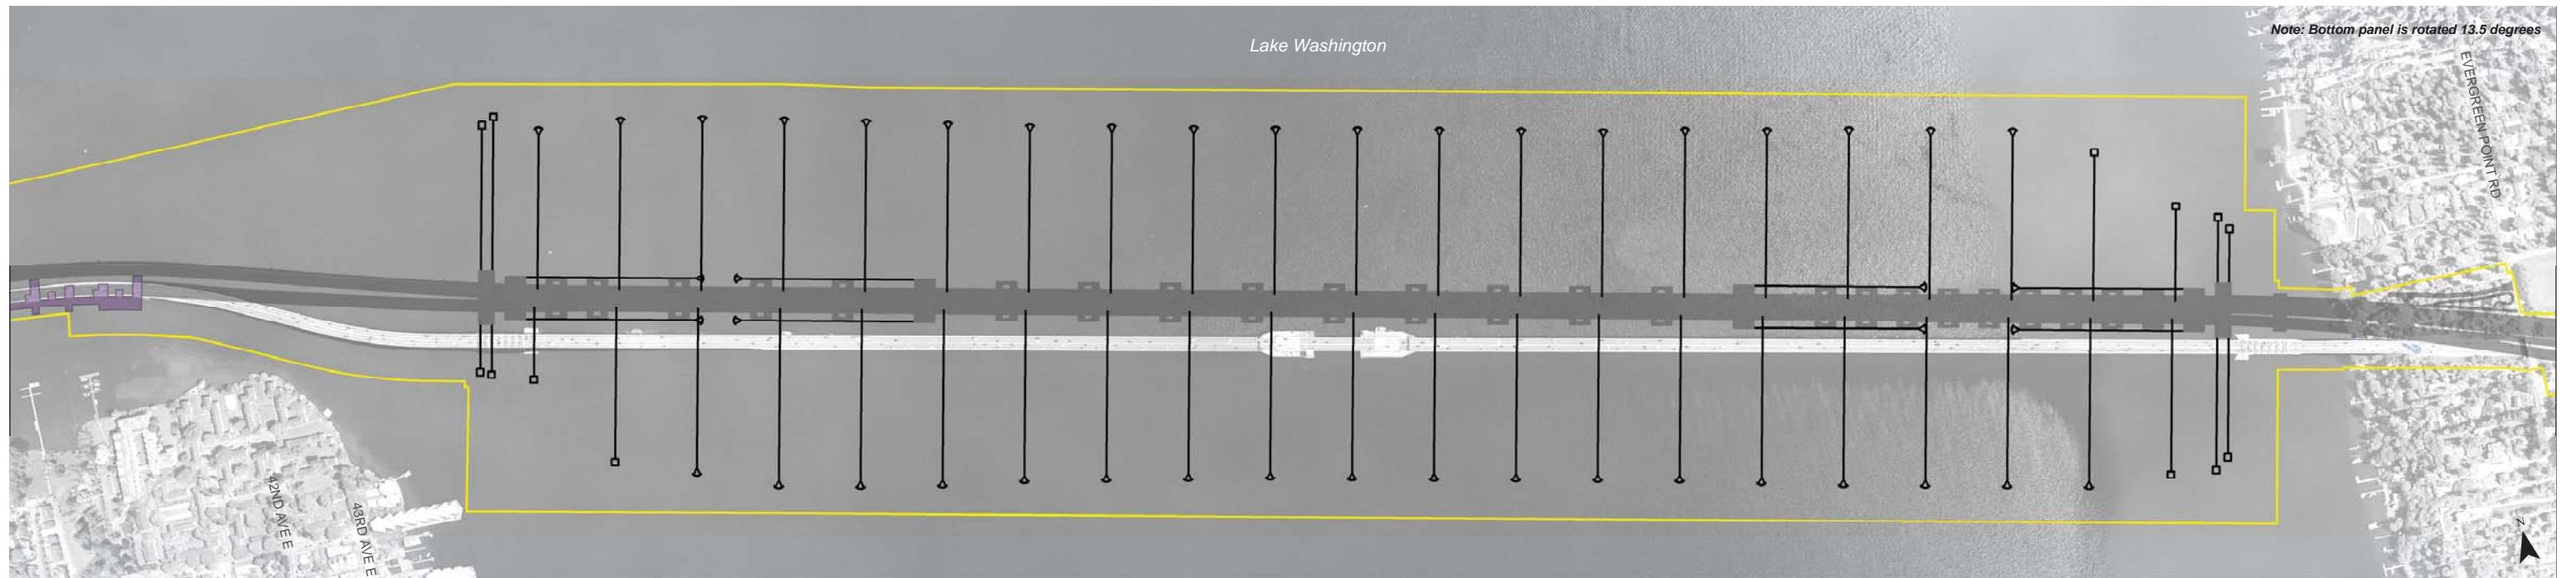 Note: Bottom panel is rotated 13.5 degrees
Lake Washington
EVERGREEN POINT RD
42ND AVE E
43RD AVE E
N